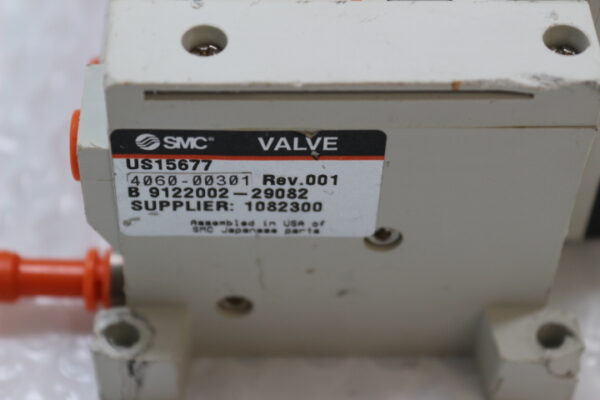 SMC® VALVE
US15677
4060-00301 Rev.001
B 9122002-29082
SUPPLIER: 1082300
Assembled in USA of
SMC Japanese parts